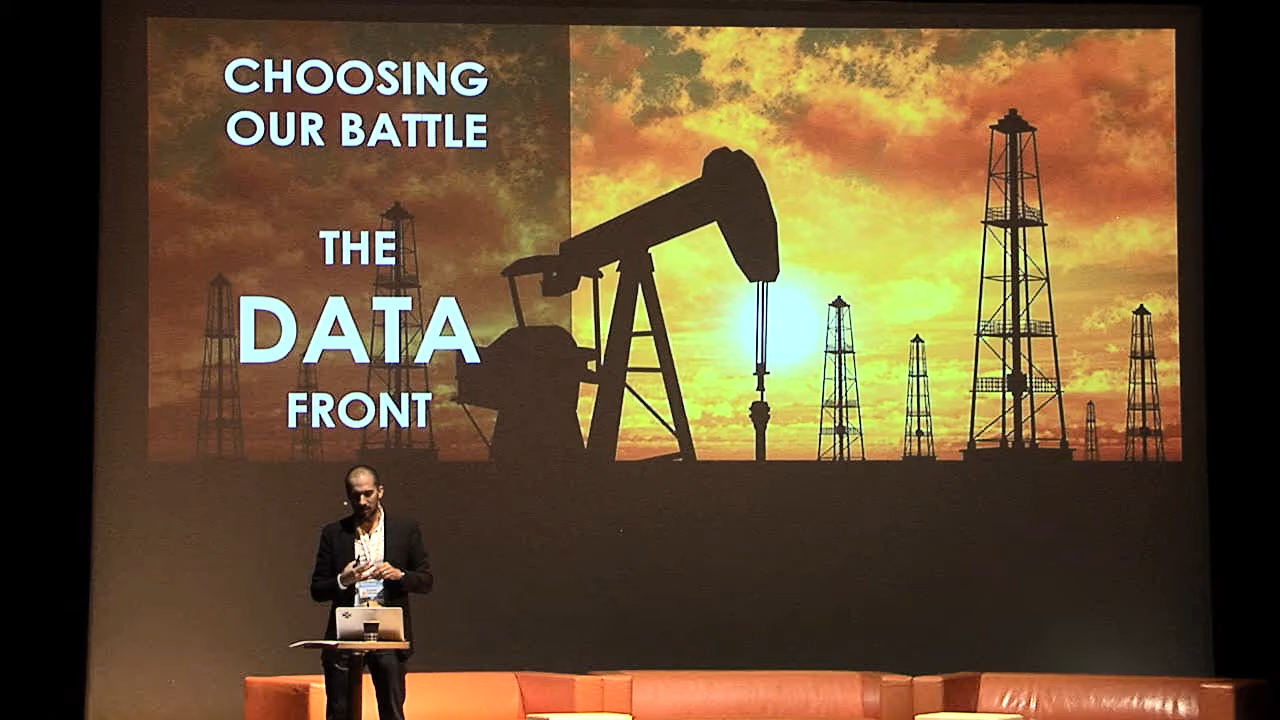 CHOOSING
OUR BATTLE
THE
DATA
FRONT